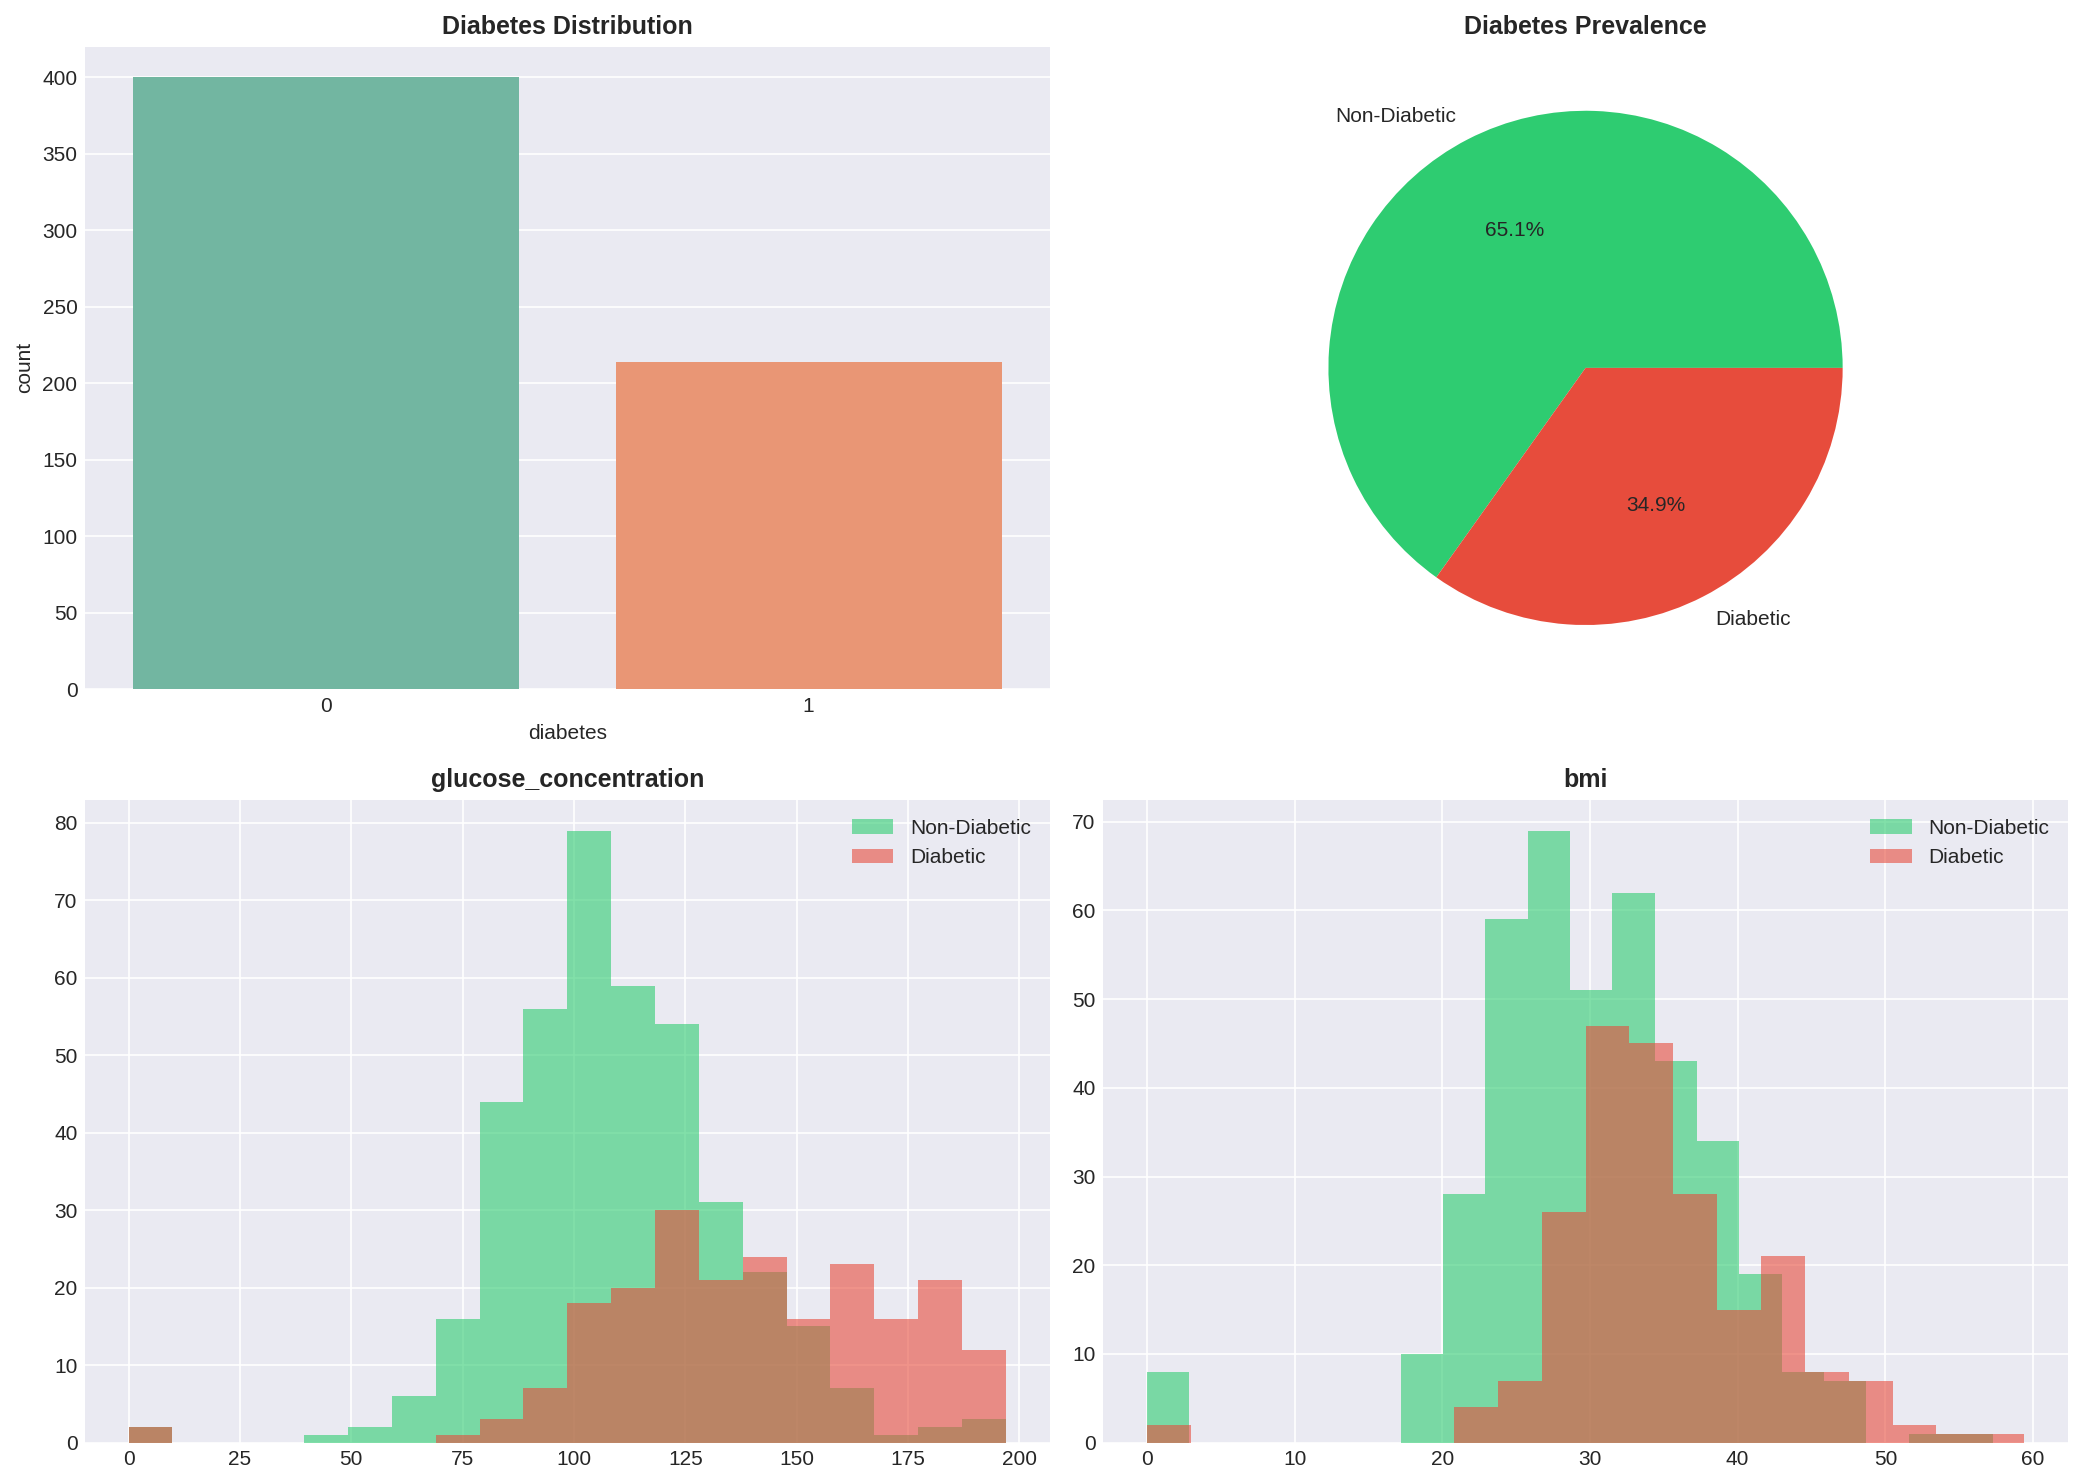 Diabetes Distribution
400
350
300
250
200
150
100
50
0
count
0 1
diabetes
Diabetes Prevalence
Non-Diabetic
65.1%
34.9%
Diabetic
glucose_concentration
80
70
60
50
40
30
20
10
0
0 25 50 75 100 125 150 175 200
Non-Diabetic
Diabetic
bmi
70
60
50
40
30
20
10
0
0 10 20 30 40 50 60
Non-Diabetic
Diabetic